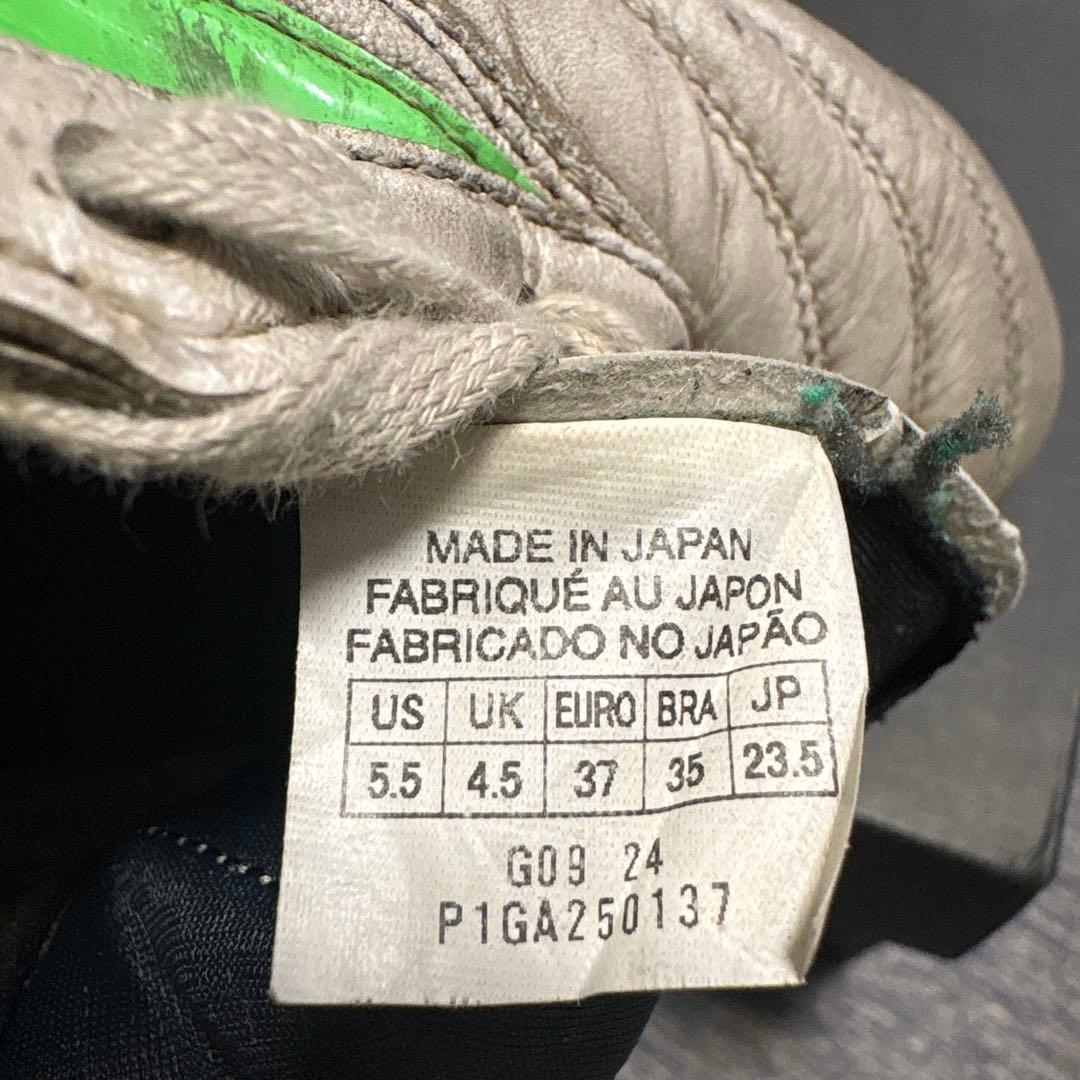 MADE IN JAPAN
FABRIQUÉ AU JAPON
FABRICADO NO JAPÃO
US UK EURO BRA JP
5.5 4.5 37 35 23.5
G09 24
P1GA250137